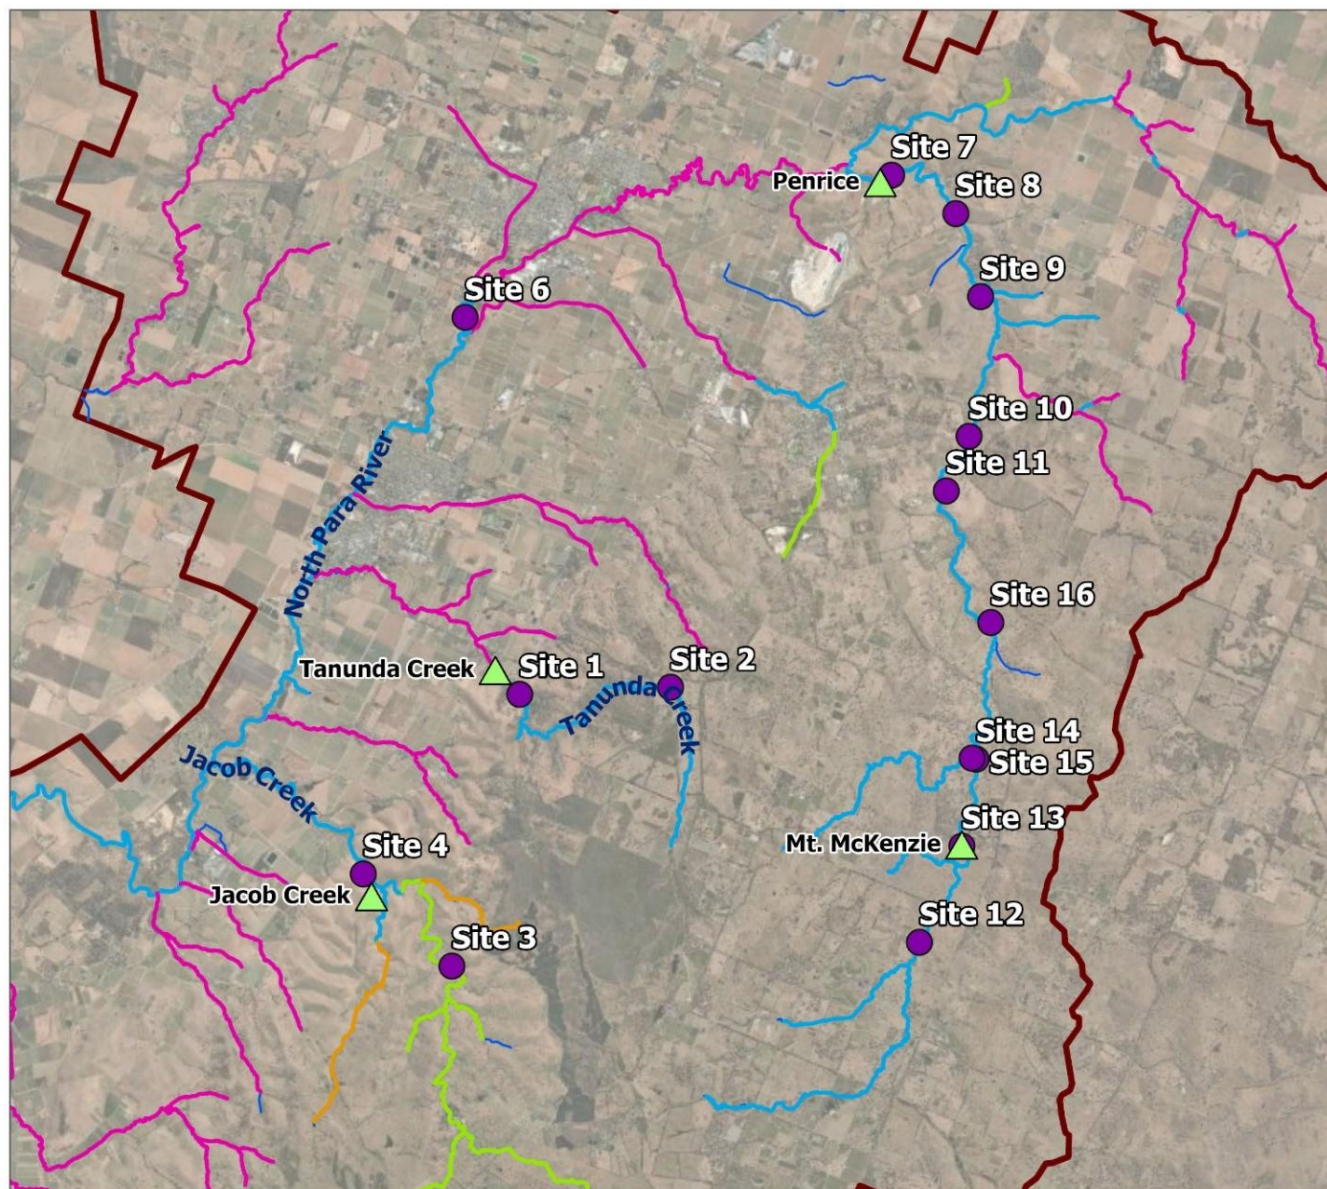 Site 7
Penrice
Site 8
Site 9
Site 6
Site 10
Site 11
North Para River
Site 16
Tanunda Creek
Site 1
Site 2
Tanunda Creek
Site 14
Site 15
Jacob Creek
Site 13
Mt. McKenzie
Site 4
Jacob Creek
Site 12
Site 3